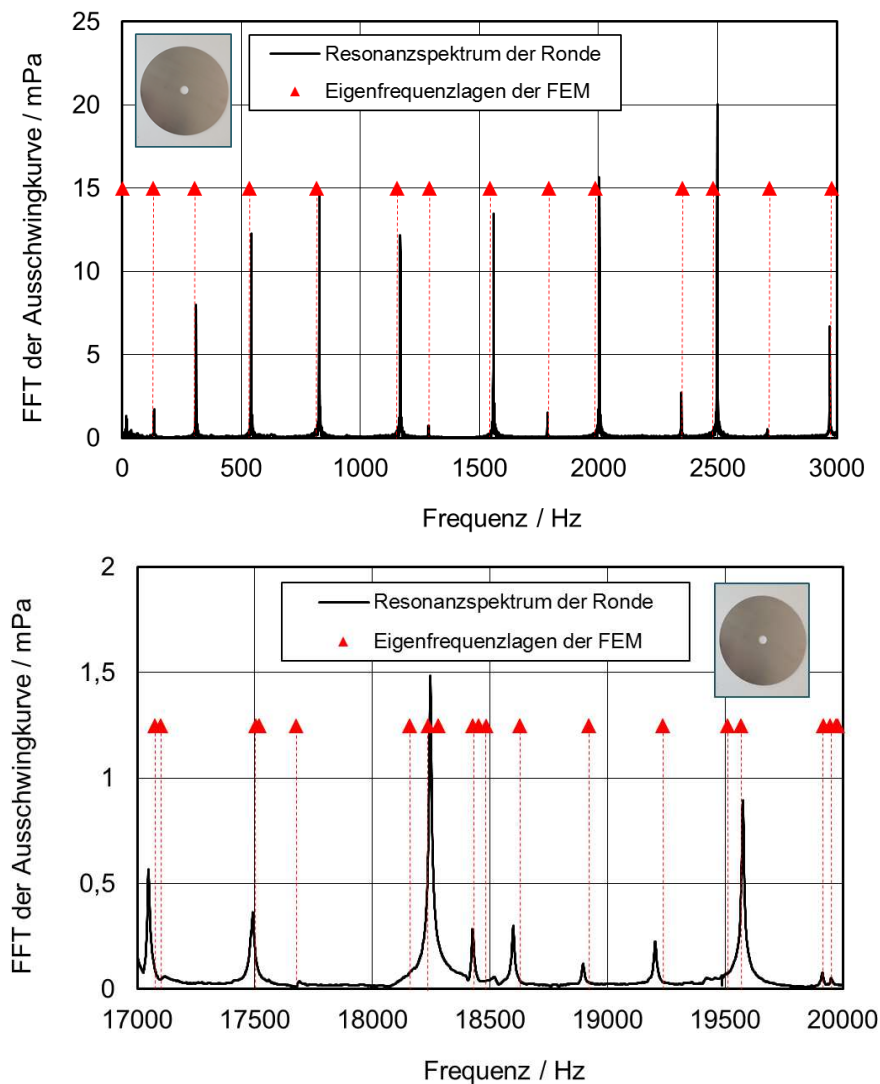 25
20
15
10
5
0
FFT der Ausschwingkurve / mPa
Resonanzspektrum der Ronde
Eigenfrequenzlagen der FEM
0 500 1000 1500 2000 2500 3000
Frequenz / Hz
2
1,5
1
0,5
0
FFT der Ausschwingkurve / mPa
Resonanzspektrum der Ronde
Eigenfrequenzlagen der FEM
17000 17500 18000 18500 19000 19500 20000
Frequenz / Hz